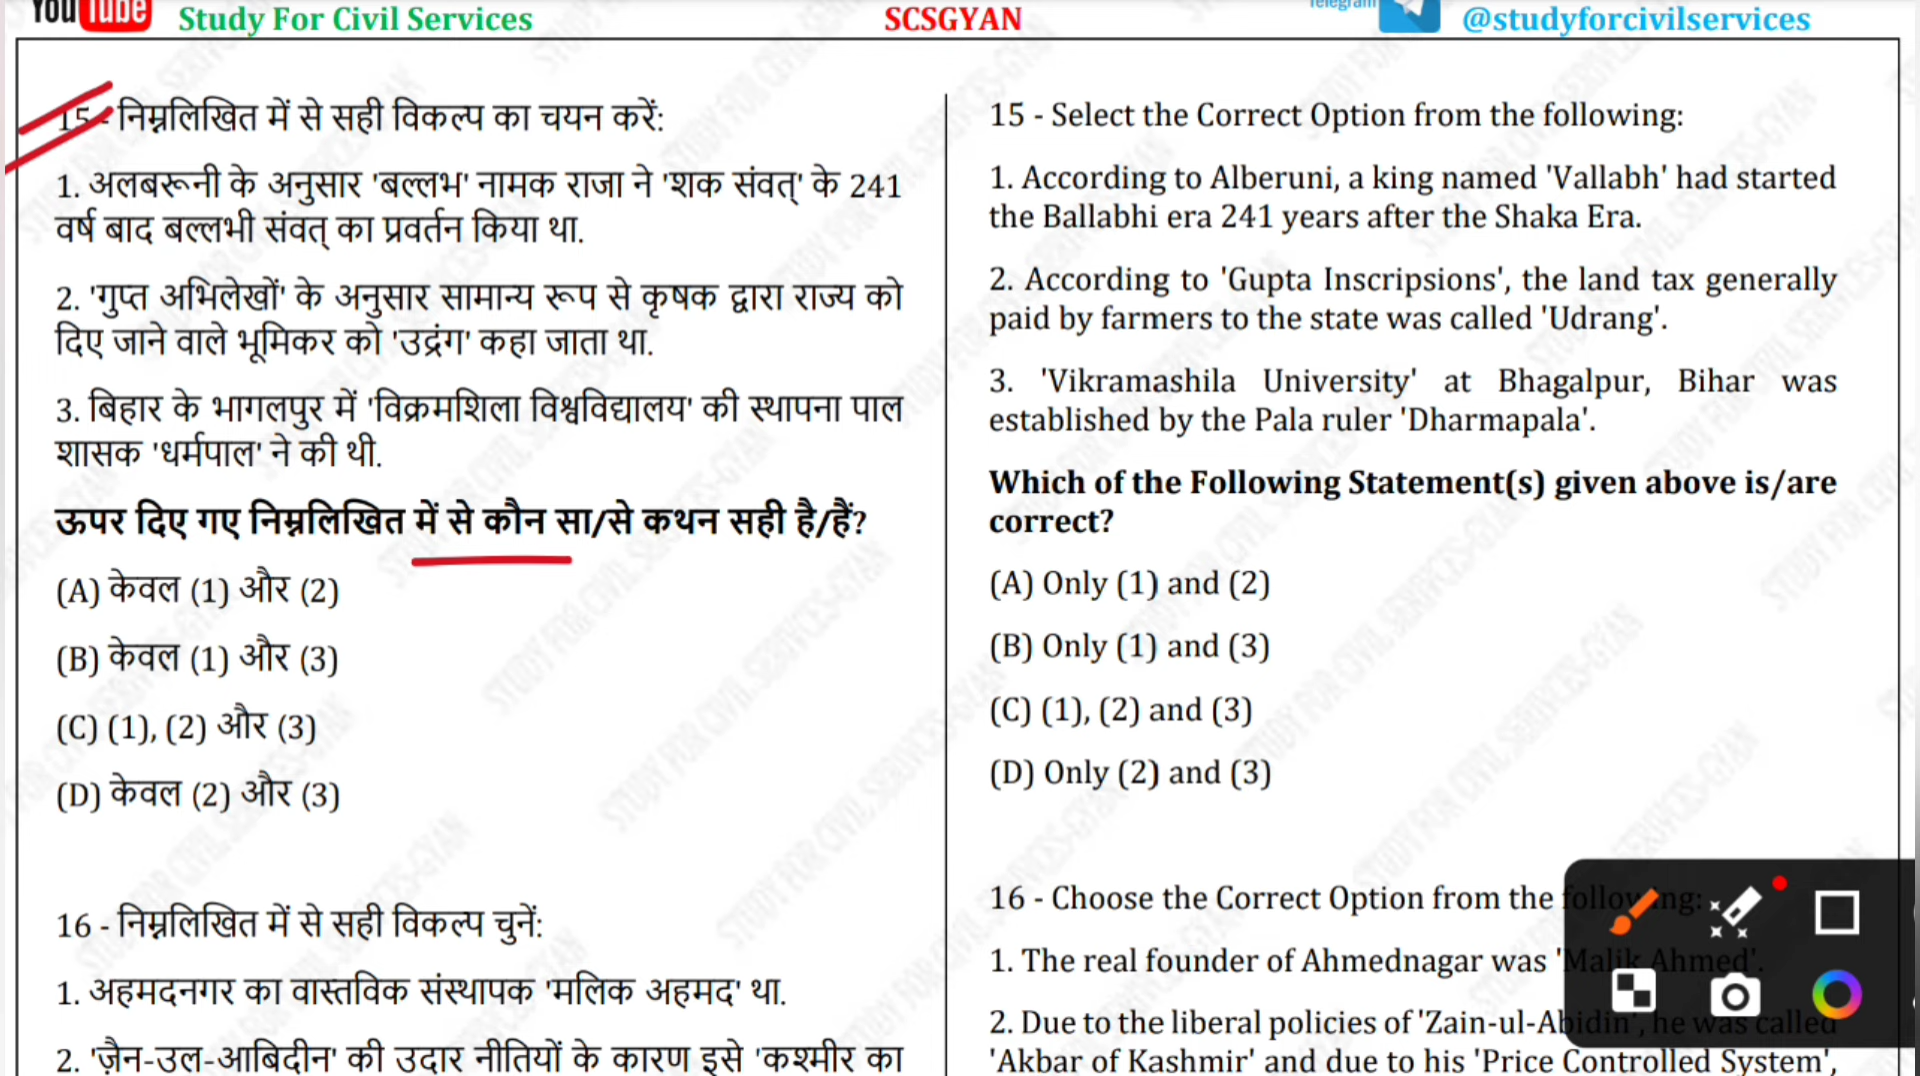 YouTube Study For Civil Services
SCSGYAN
Telegram @studyforcivilservices
15- निम्नलिखित में से सही विकल्प का चयन करें:
1. अलबरूनी के अनुसार 'बल्लभ' नामक राजा ने 'शक संवत्' के 241
वर्ष बाद बल्लभी संवत् का प्रवर्तन किया था.
2. 'गुप्त अभिलेखों' के अनुसार सामान्य रूप से कृषक द्वारा राज्य को
दिए जाने वाले भूमिकर को 'उद्रंग' कहा जाता था.
3. बिहार के भागलपुर में 'विक्रमशिला विश्वविद्यालय' की स्थापना पाल
शासक 'धर्मपाल' ने की थी.
ऊपर दिए गए निम्नलिखित में से कौन सा/से कथन सही है/हैं?
(A) केवल (1) और (2)
(B) केवल (1) और (3)
(C) (1), (2) और (3)
(D) केवल (2) और (3)
16 - निम्नलिखित में से सही विकल्प चुनें:
1. अहमदनगर का वास्तविक संस्थापक 'मलिक अहमद' था.
2. 'ज़ैन-उल-आबिदीन' की उदार नीतियों के कारण इसे 'कश्मीर का
15 - Select the Correct Option from the following:
1. According to Alberuni, a king named 'Vallabh' had started
the Ballabhi era 241 years after the Shaka Era.
2. According to 'Gupta Inscripsions', the land tax generally
paid by farmers to the state was called 'Udrang'.
3. 'Vikramashila University' at Bhagalpur, Bihar was
established by the Pala ruler 'Dharmapala'.
Which of the Following Statement(s) given above is/are
correct?
(A) Only (1) and (2)
(B) Only (1) and (3)
(C) (1), (2) and (3)
(D) Only (2) and (3)
16 - Choose the Correct Option from the following:
1. The real founder of Ahmednagar was 'Malik Ahmed'.
2. Due to the liberal policies of 'Zain-ul-Abidin', he was called
'Akbar of Kashmir' and due to his 'Price Controlled System',